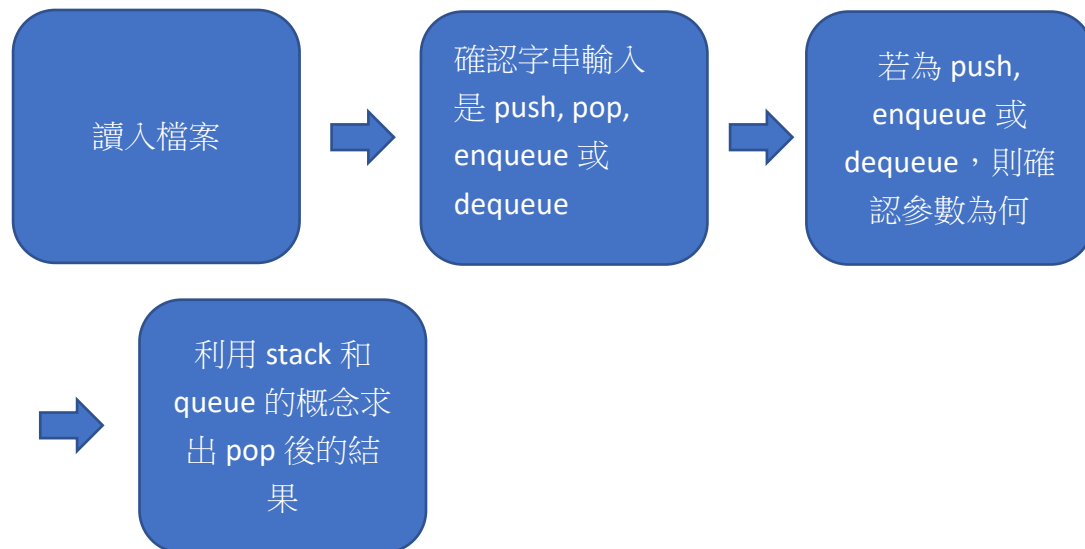 讀入檔案
確認字串輸入
是 push, pop,
enqueue 或
dequeue
若為 push,
enqueue 或
dequeue，則確
認參數為何
利用 stack 和
queue 的概念求
出 pop 後的結
果